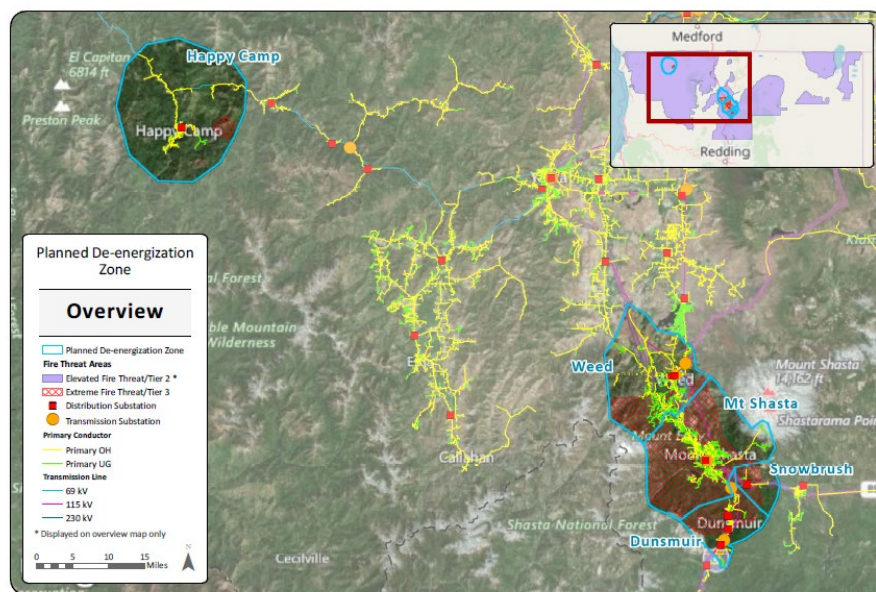 Medford
Redding
El Capitan
6814 ft
Happy Camp
Preston Peak
Happy Camp
Planned De-energization
Zone
Overview
Planned De-energization Zone
Fire Threat Areas
Elevated Fire Threat/Tier 2 *
Extreme Fire Threat/Tier 3
Distribution Substation
Transmission Substation
Primary Conductor
Primary OH
Primary UG
Transmission Line
69 kV
115 kV
230 kV
* Displayed on overview map only
0 5 10 15
Miles
N
Forest
Mountain
Wilderness
Callahan
Cecilville
Weed
Mount Shasta
14,162 ft
Mt Shasta
Shastarama Poin
Snowbrush
Shasta National Forest
Dunsmuir
Dunsmuir